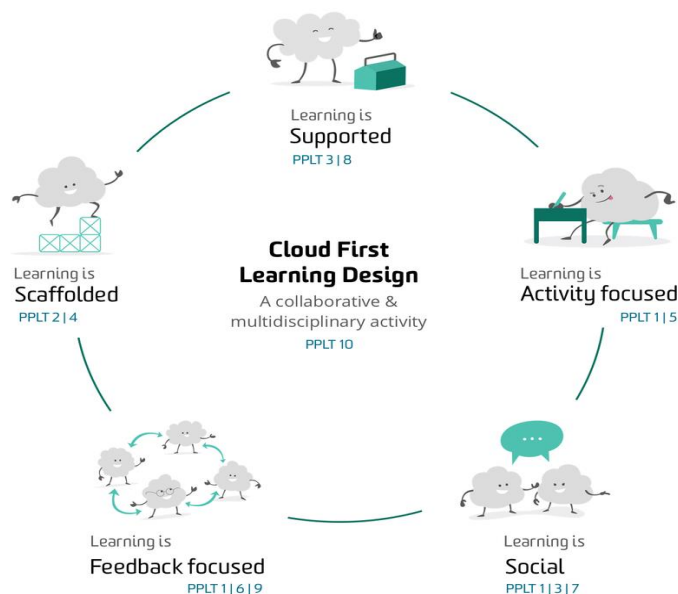 Learning is
Supported
PPLT 3 | 8
Learning is
Scaffolded
PPLT 2 | 4
Cloud First
Learning Design
A collaborative &
multidisciplinary activity
PPLT 10
Learning is
Activity focused
PPLT 1 | 5
Learning is
Feedback focused
PPLT 1 | 6 | 9
Learning is
Social
PPLT 1 | 3 | 7